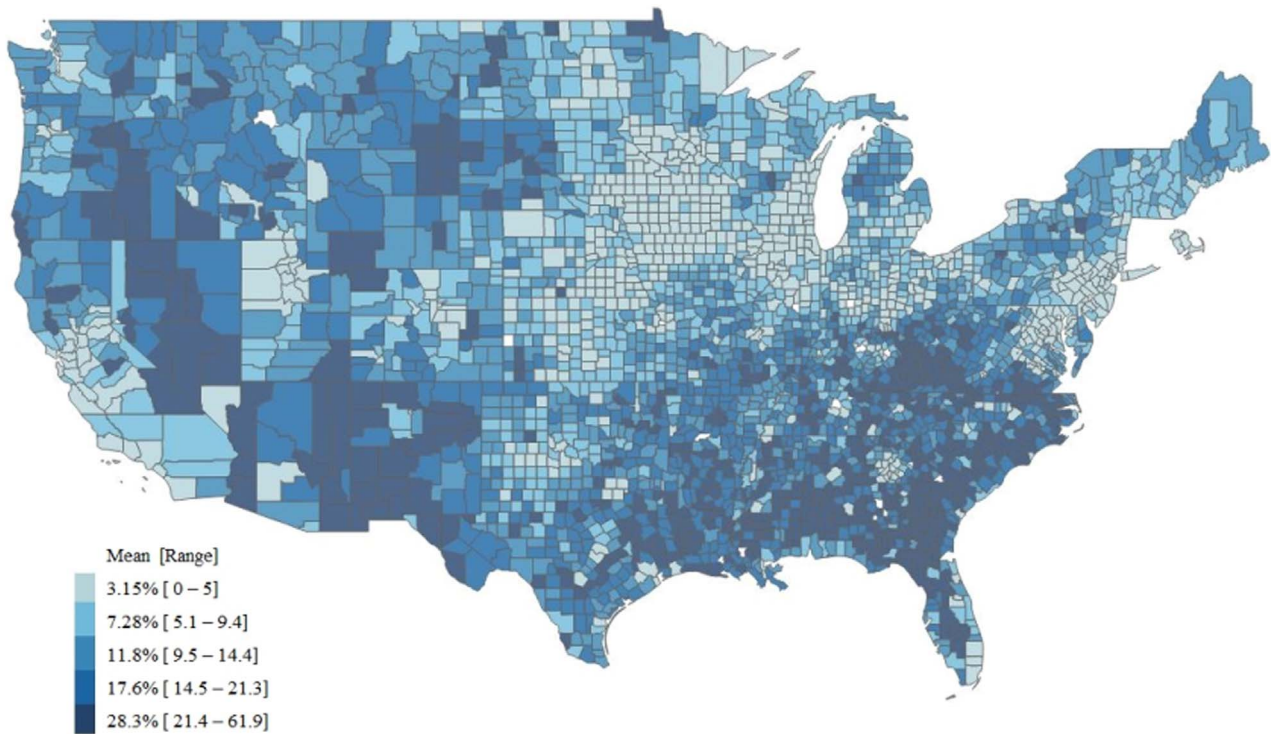 Mean [Range]
3.15% [ 0 – 5]
7.28% [ 5.1 – 9.4]
11.8% [ 9.5 – 14.4]
17.6% [ 14.5 – 21.3]
28.3% [ 21.4 – 61.9]